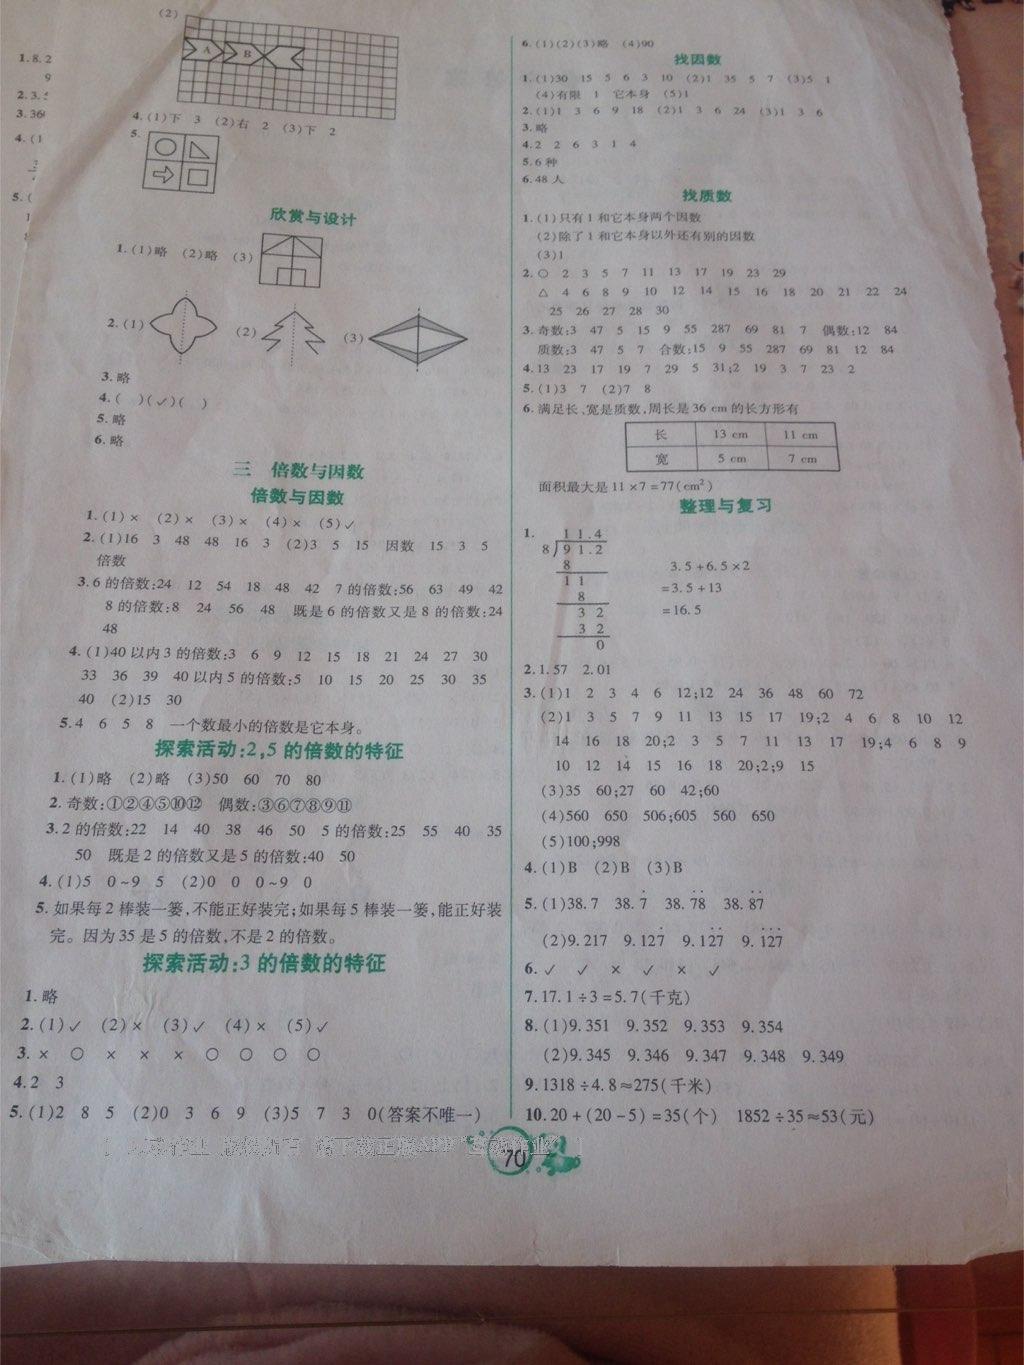 (2)
A B
4.(1)下 3 (2)右 2 (3)下 2
5.
欣赏与设计
1.(1)略 (2)略 (3)
2.(1) (2) (3)
3.略
4.( )(✓)( )
5.略
6.略
三 倍数与因数
倍数与因数
1.(1)× (2)× (3)× (4)× (5)✓
2.(1)16 3 48 48 16 3 (2)3 5 15 因数 15 3 5
倍数
3.6的倍数:24 12 54 18 48 42 7的倍数:56 63 49 42
8的倍数:8 24 56 48 既是6的倍数又是8的倍数:24
48
4.(1)40以内3的倍数:3 6 9 12 15 18 21 24 27 30
33 36 39 40以内5的倍数:5 10 15 20 25 30 35
40 (2)15 30
5.4 6 5 8 一个数最小的倍数是它本身。
探索活动:2,5的倍数的特征
1.(1)略 (2)略 (3)50 60 70 80
2.奇数:①②④⑤⑩⑫ 偶数:③⑥⑦⑧⑨⑪
3.2的倍数:22 14 40 38 46 50 5的倍数:25 55 40 35
50 既是2的倍数又是5的倍数:40 50
4.(1)5 0~9 5 (2)0 0 0~9 0
5.如果每2棒装一篓,不能正好装完;如果每5棒装一篓,能正好装
完。因为35是5的倍数,不是2的倍数。
探索活动:3的倍数的特征
1.略
2.(1)✓ (2)× (3)✓ (4)× (5)✓
3.× ○ × × × ○ ○ ○ ○
4.2 3
5.(1)2 8 5 (2)0 3 6 9 (3)5 7 3 0(答案不唯一)
6.(1)(2)(3)略 (4)90
找因数
1.(1)30 15 5 6 3 10 (2)1 35 5 7 (3)5 1
(4)有限 1 它本身 (5)1
2.(1)1 3 6 9 18 (2)1 3 6 24 (3)1 3 6
3.略
4.2 2 6 3 1 4
5.6种
6.48人
找质数
1.(1)只有1和它本身两个因数
(2)除了1和它本身以外还有别的因数
(3)1
2.○ 2 3 5 7 11 13 17 19 23 29
△ 4 6 8 9 10 12 14 15 16 18 20 21 22 24
25 26 27 28 30
3.奇数:3 47 5 15 9 55 287 69 81 7 偶数:12 84
质数:3 47 5 7 合数:15 9 55 287 69 81 12 84
4.13 23 17 19 7 29 5 31;2 19 3 7 23 2
5.(1)3 7 (2)7 8
6.满足长、宽是质数,周长是36 cm的长方形有
长 13 cm 11 cm
宽 5 cm 7 cm
面积最大是11×7=77(cm²)
整理与复习
1.
11.4
8 91.2
8
11
8
32
32
0
3.5+6.5×2
=3.5+13
=16.5
2.1.57 2.01
3.(1)1 2 3 4 6 12;12 24 36 48 60 72
(2)1 3 5 7 9 11 13 15 17 19;2 4 6 8 10 12
14 16 18 20;2 3 5 7 11 13 17 19;4 6 8 9
10 12 14 15 16 18 20;2;9 15
(3)35 60;27 60 42;60
(4)560 650 506;605 560 650
(5)100;998
4.(1)B (2)B (3)B
5.(1)38.7 38.7̇ 38.7̇8̇ 38.8̇7̇
(2)9.217 9.127̇ 9.12̇7̇ 9.1̇27̇
6.✓ ✓ × ✓ × ✓
7.17.1÷3=5.7(千克)
8.(1)9.351 9.352 9.353 9.354
(2)9.345 9.346 9.347 9.348 9.349
9.1318÷4.8≈275(千米)
10.20+(20-5)=35(个) 1852÷35≈53(元)
70